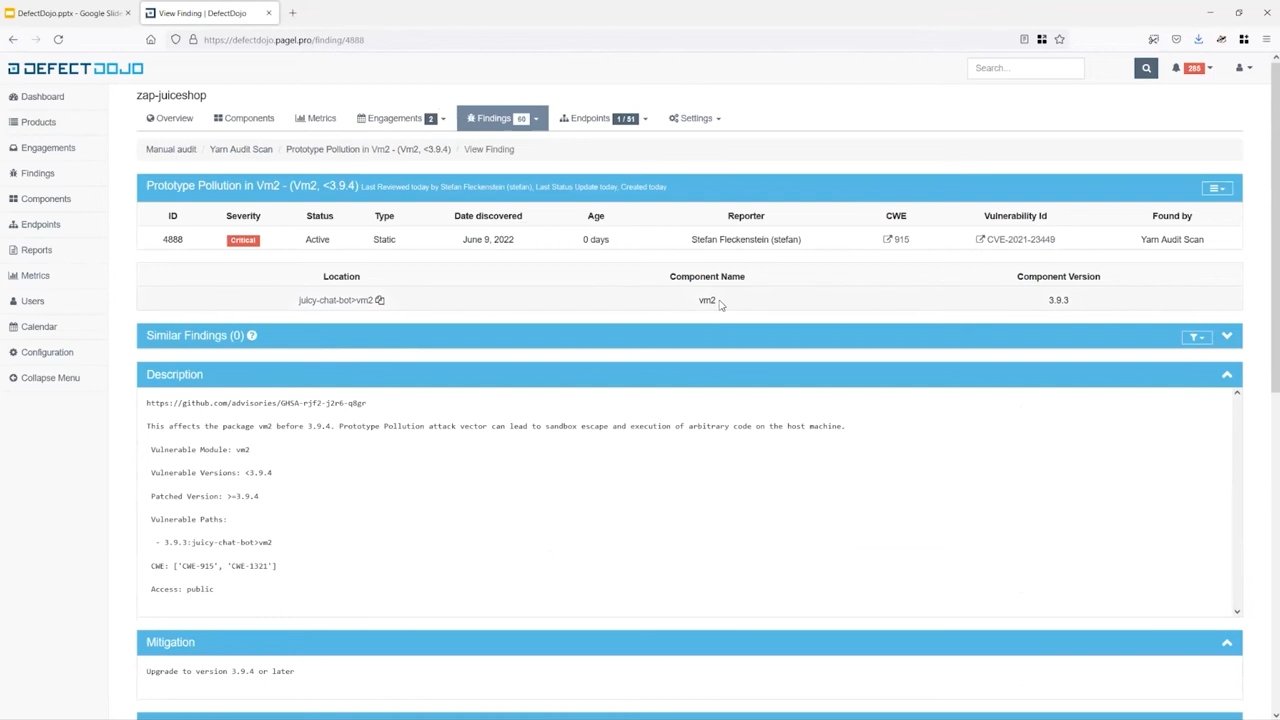 DefectDojo.pptx - Google Slide
View Finding | DefectDojo
https://defectdojo.pagel.pro/finding/4888
DEFECTDOJO
Search...
285
Dashboard
Products
Engagements
Findings
Components
Endpoints
Reports
Metrics
Users
Calendar
Configuration
Collapse Menu
zap-juiceshop
Overview Components Metrics Engagements 2 Findings 60 Endpoints 1 / 51 Settings
Manual audit / Yarn Audit Scan / Prototype Pollution in Vm2 - (Vm2, <3.9.4) / View Finding
Prototype Pollution in Vm2 - (Vm2, <3.9.4) Last Reviewed today by Stefan Fleckenstein (stefan), Last Status Update today, Created today
ID Severity Status Type Date discovered Age Reporter CWE Vulnerability Id Found by
4888 Critical Active Static June 9, 2022 0 days Stefan Fleckenstein (stefan) 915 CVE-2021-23449 Yarn Audit Scan
Location Component Name Component Version
juicy-chat-bot>vm2 vm2 3.9.3
Similar Findings (0)
Description
https://github.com/advisories/GHSA-rjf2-j2r6-q8gr
This affects the package vm2 before 3.9.4. Prototype Pollution attack vector can lead to sandbox escape and execution of arbitrary code on the host machine.
Vulnerable Module: vm2
Vulnerable Versions: <3.9.4
Patched Version: >=3.9.4
Vulnerable Paths:
- 3.9.3:juicy-chat-bot>vm2
CWE: ['CWE-915', 'CWE-1321']
Access: public
Mitigation
Upgrade to version 3.9.4 or later